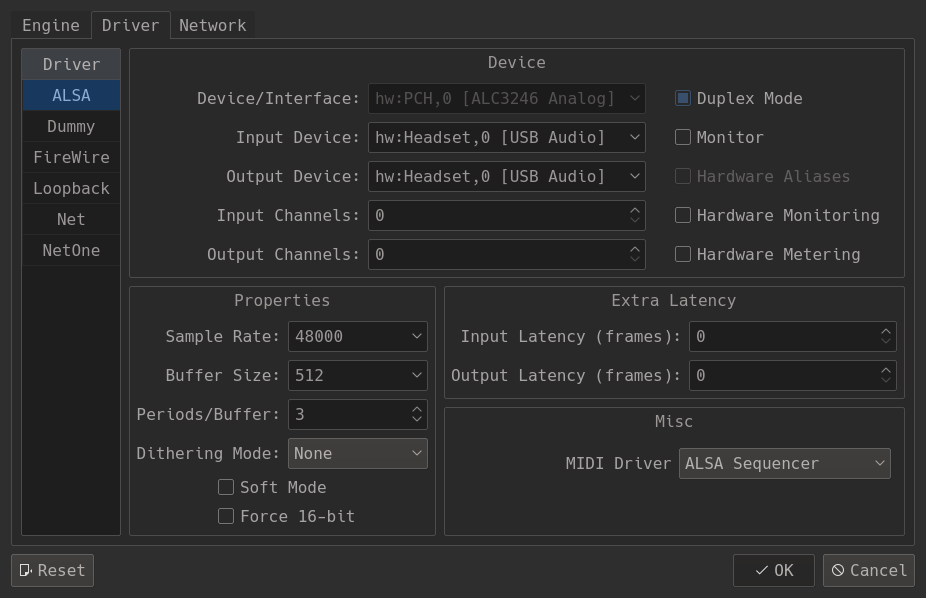 Engine Driver Network
Driver
ALSA
Dummy
FireWire
Loopback
Net
NetOne
Device
Device/Interface: hw:PCH,0 [ALC3246 Analog] Duplex Mode
Input Device: hw:Headset,0 [USB Audio] Monitor
Output Device: hw:Headset,0 [USB Audio] Hardware Aliases
Input Channels: 0 Hardware Monitoring
Output Channels: 0 Hardware Metering
Properties
Sample Rate: 48000
Buffer Size: 512
Periods/Buffer: 3
Dithering Mode: None
Soft Mode
Force 16-bit
Extra Latency
Input Latency (frames): 0
Output Latency (frames): 0
Misc
MIDI Driver ALSA Sequencer
Reset OK Cancel